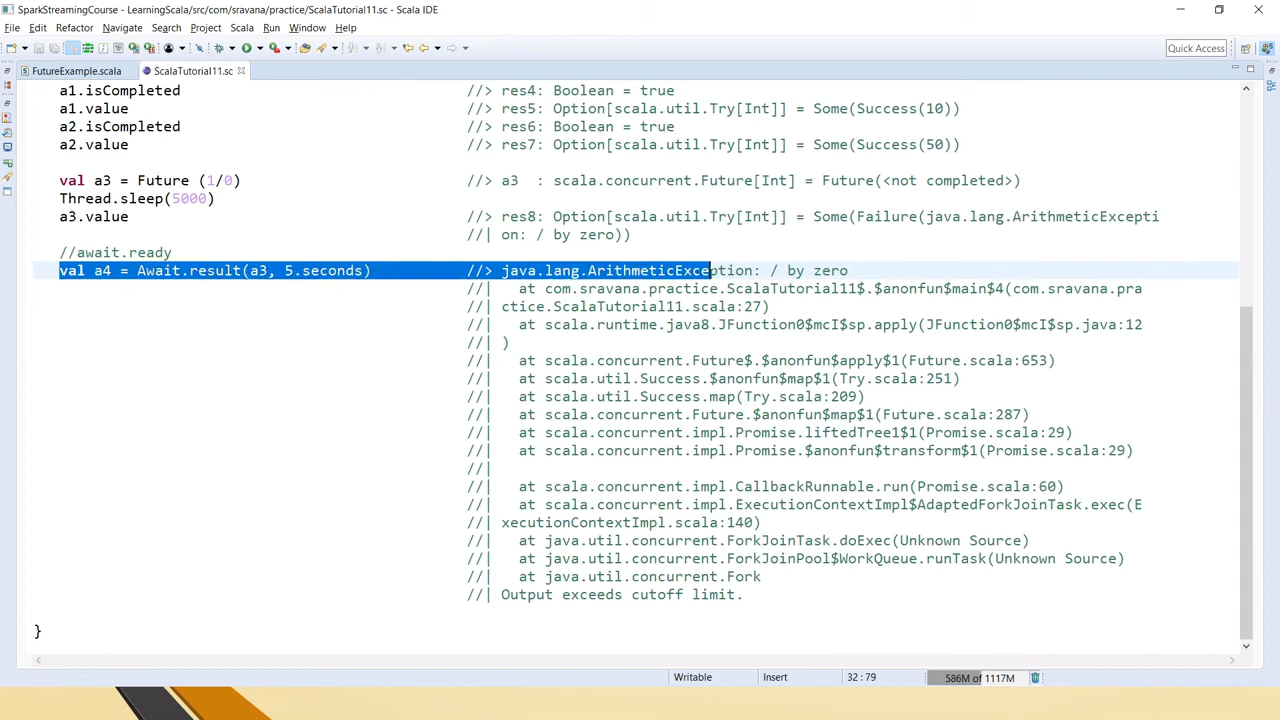 SparkStreamingCourse - LearningScala/src/com/sravana/practice/ScalaTutorial11.sc - Scala IDE
File Edit Refactor Navigate Search Project Scala Run Window Help
Quick Access
FutureExample.scala ScalaTutorial11.sc
a1.isCompleted //> res4: Boolean = true
a1.value //> res5: Option[scala.util.Try[Int]] = Some(Success(10))
a2.isCompleted //> res6: Boolean = true
a2.value //> res7: Option[scala.util.Try[Int]] = Some(Success(50))
val a3 = Future (1/0) //> a3  : scala.concurrent.Future[Int] = Future(<not completed>)
Thread.sleep(5000)
a3.value //> res8: Option[scala.util.Try[Int]] = Some(Failure(java.lang.ArithmeticExcepti
//| on: / by zero))
//await.ready
val a4 = Await.result(a3, 5.seconds) //> java.lang.ArithmeticException: / by zero
//| at com.sravana.practice.ScalaTutorial11$.$anonfun$main$4(com.sravana.pra
//| ctice.ScalaTutorial11.scala:27)
//| at scala.runtime.java8.JFunction0$mcI$sp.apply(JFunction0$mcI$sp.java:12
//| )
//| at scala.concurrent.Future$.$anonfun$apply$1(Future.scala:653)
//| at scala.util.Success.$anonfun$map$1(Try.scala:251)
//| at scala.util.Success.map(Try.scala:209)
//| at scala.concurrent.Future.$anonfun$map$1(Future.scala:287)
//| at scala.concurrent.impl.Promise.liftedTree1$1(Promise.scala:29)
//| at scala.concurrent.impl.Promise.$anonfun$transform$1(Promise.scala:29)
//|
//| at scala.concurrent.impl.CallbackRunnable.run(Promise.scala:60)
//| at scala.concurrent.impl.ExecutionContextImpl$AdaptedForkJoinTask.exec(E
//| xecutionContextImpl.scala:140)
//| at java.util.concurrent.ForkJoinTask.doExec(Unknown Source)
//| at java.util.concurrent.ForkJoinPool$WorkQueue.runTask(Unknown Source)
//| at java.util.concurrent.Fork
//| Output exceeds cutoff limit.
}
Writable Insert 32 : 79 586M of 1117M